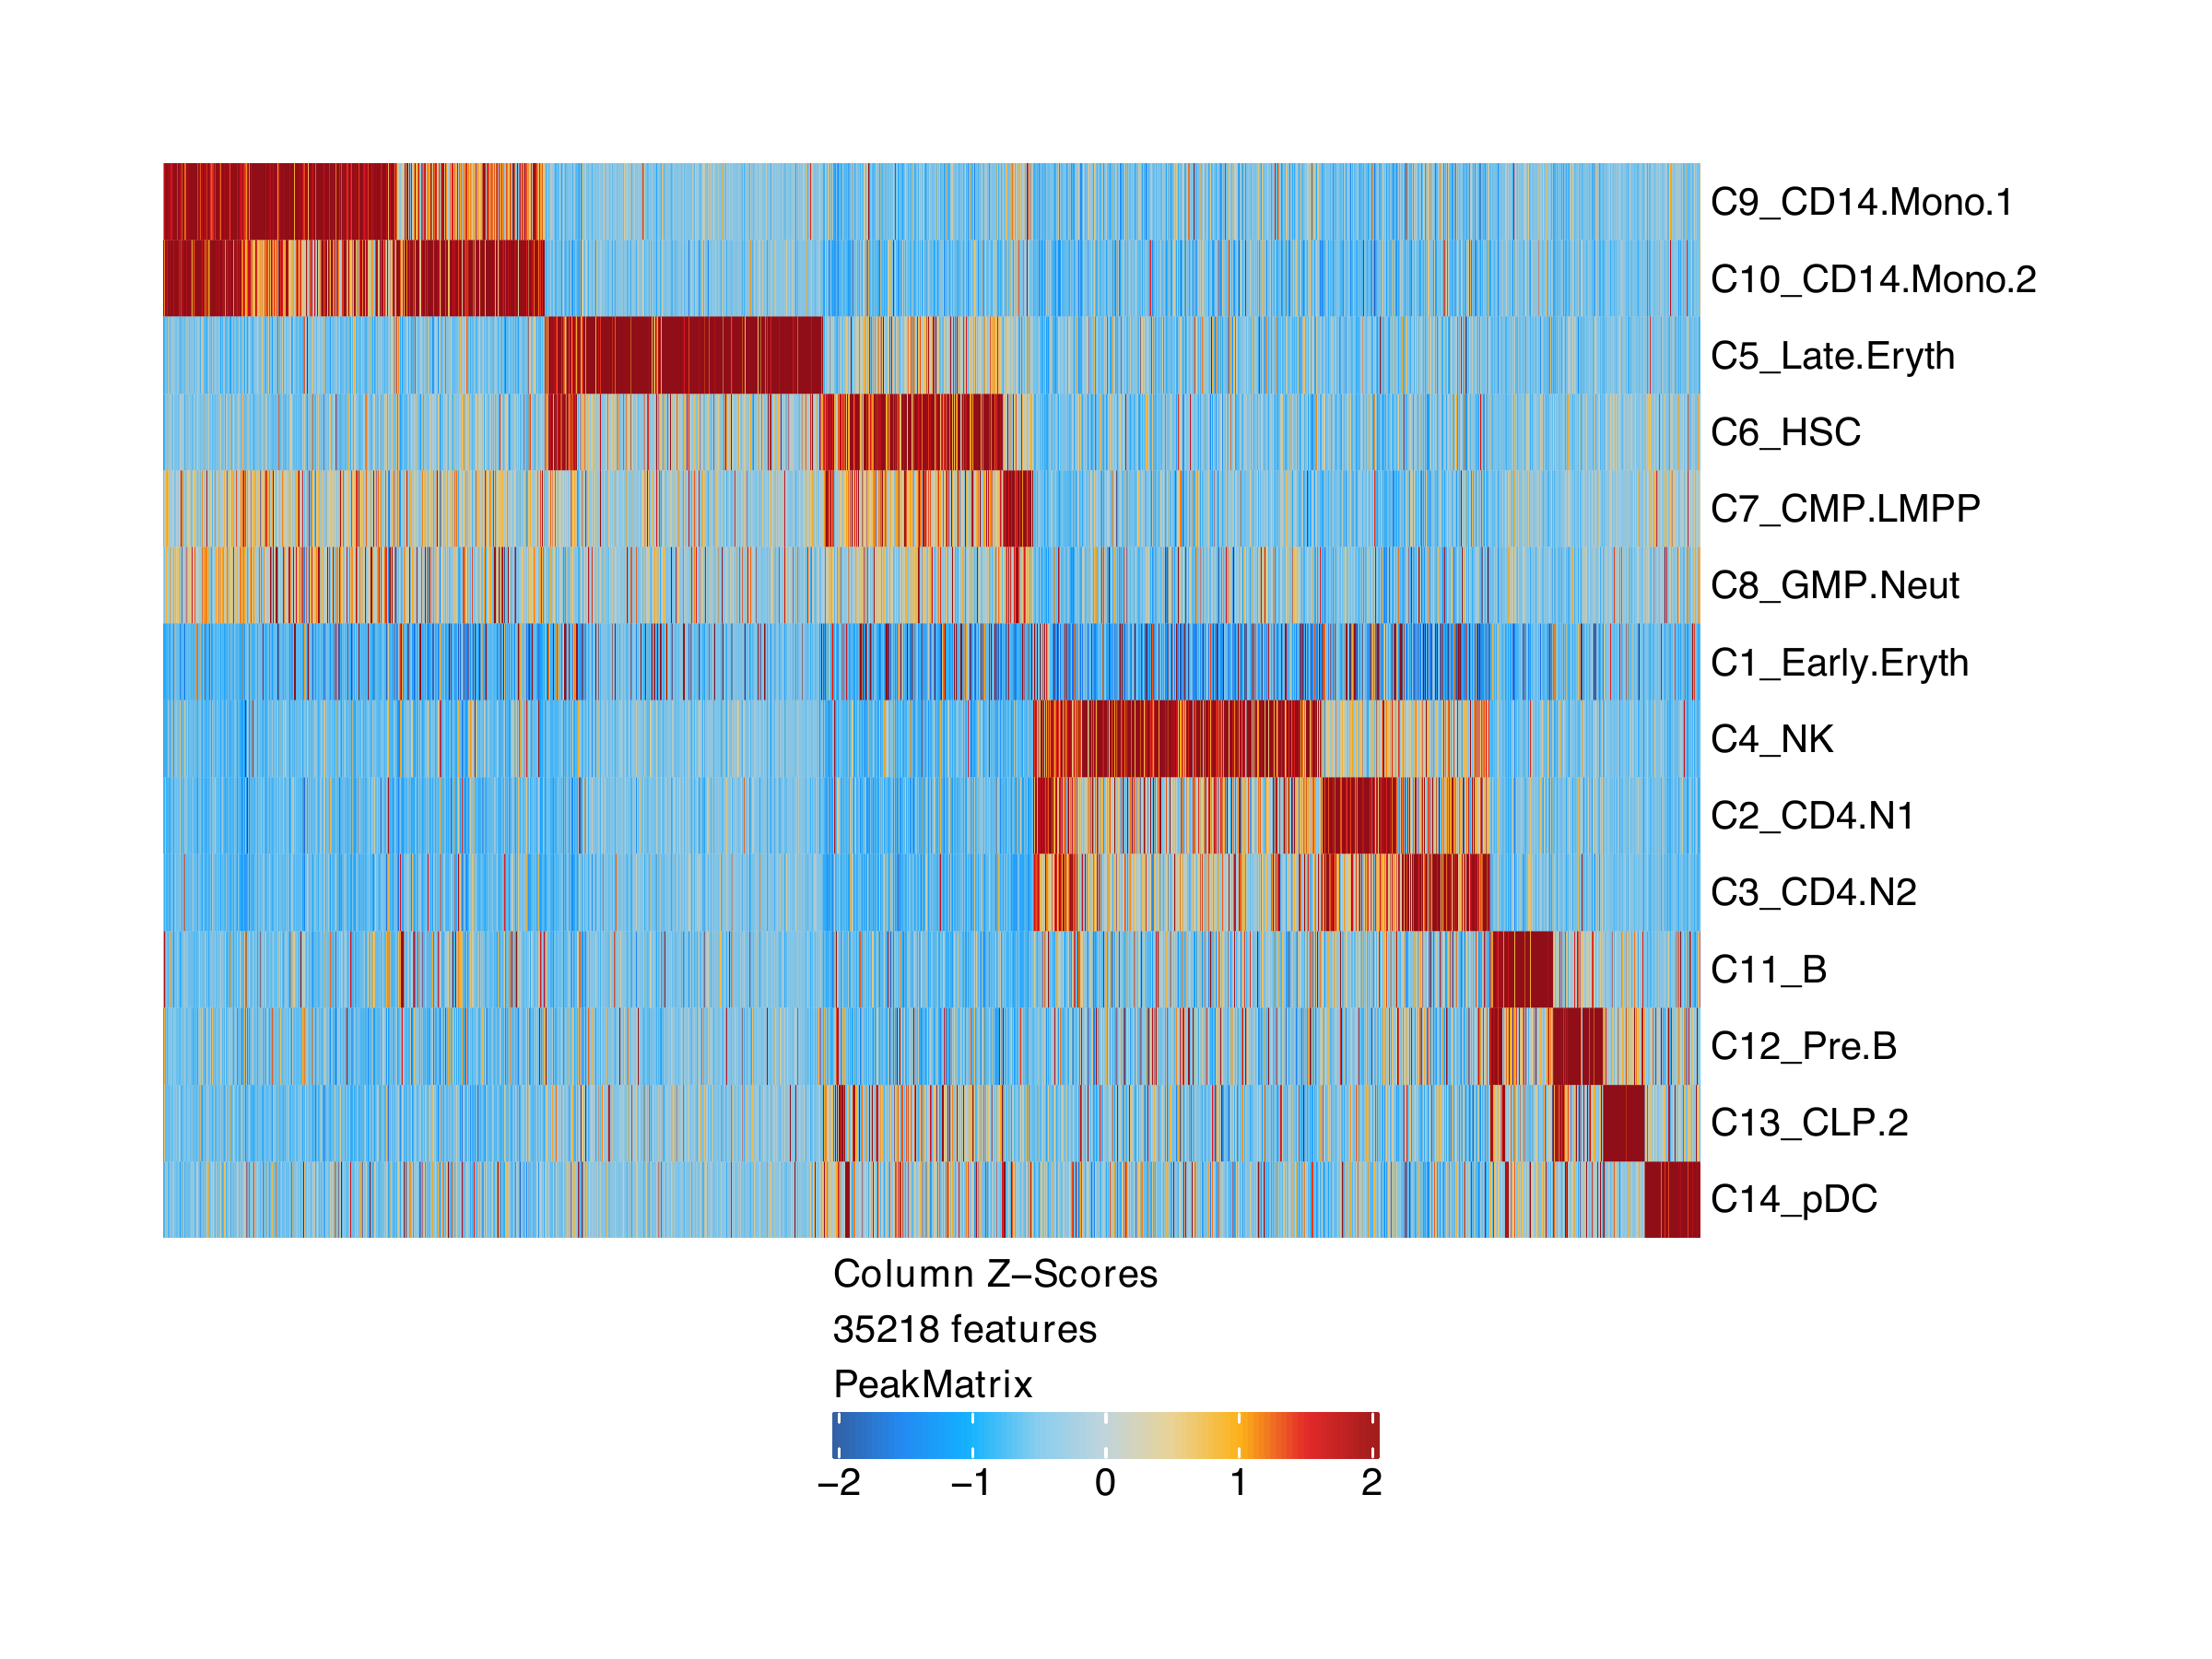 C9_CD14.Mono.1
C10_CD14.Mono.2
C5_Late.Eryth
C6_HSC
C7_CMP.LMPP
C8_GMP.Neut
C1_Early.Eryth
C4_NK
C2_CD4.N1
C3_CD4.N2
C11_B
C12_Pre.B
C13_CLP.2
C14_pDC
Column Z−Scores
35218 features
PeakMatrix
−2 −1 0 1 2